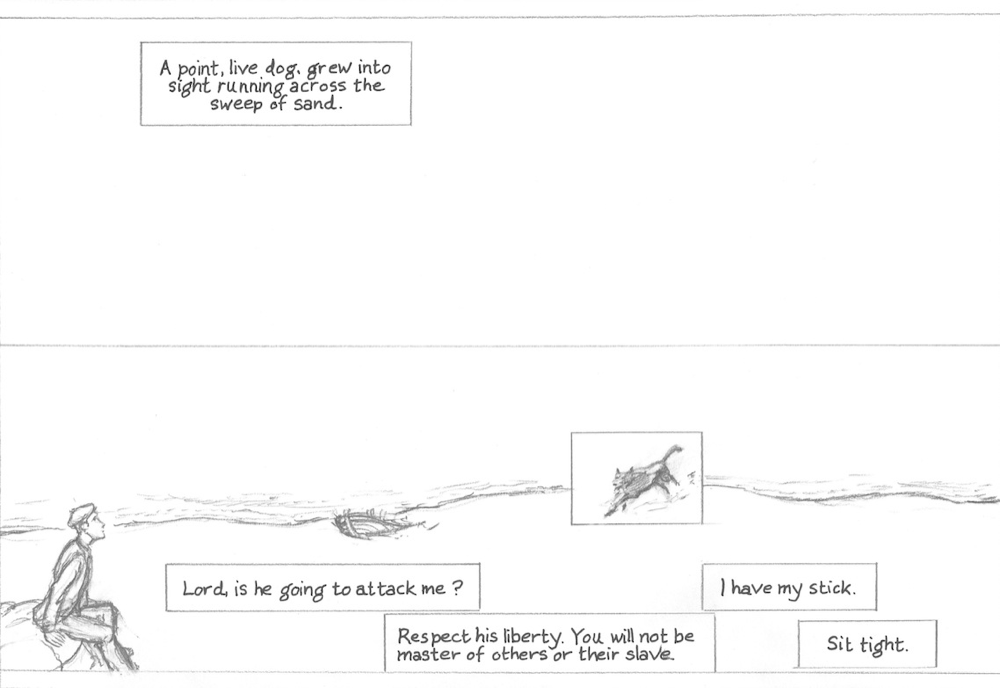 A point, live dog, grew into
sight running across the
sweep of sand.
Lord, is he going to attack me ?
Respect his liberty. You will not be
master of others or their slave.
I have my stick.
Sit tight.